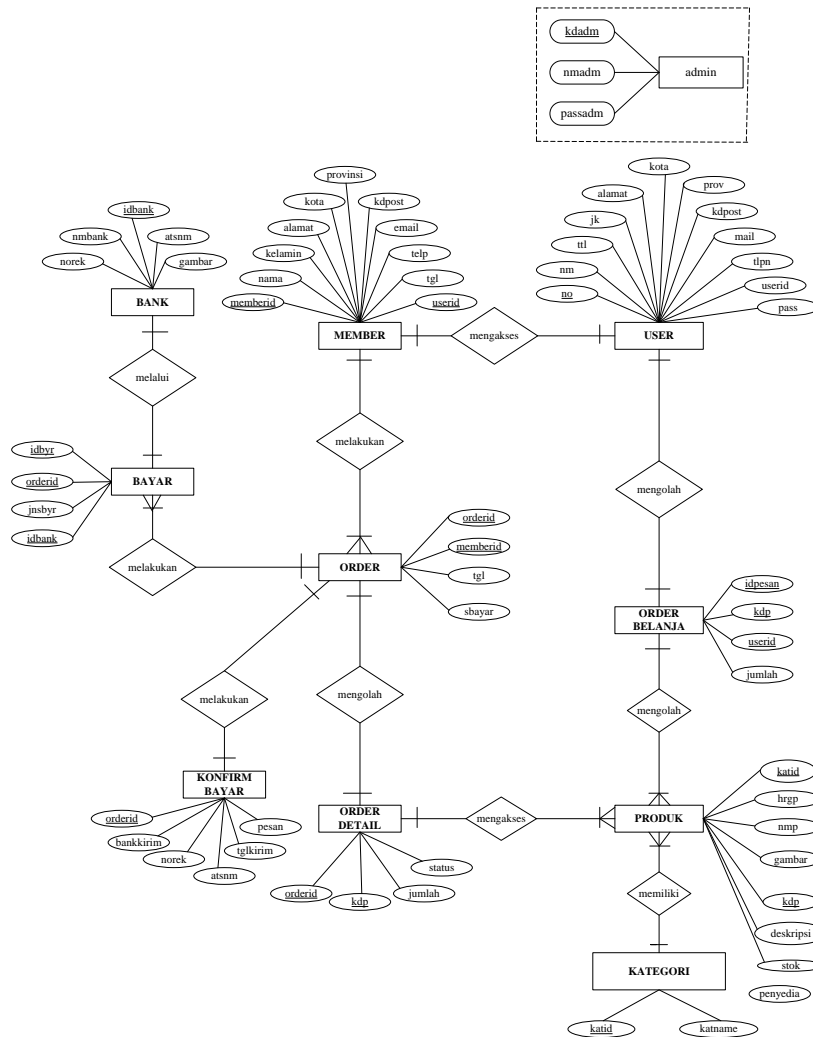 kdadm
nmadm
passadm
admin
provinsi
kota
kdpost
alamat
email
kelamin
telp
nama
tgl
memberid
userid
MEMBER
kota
alamat
prov
jk
kdpost
ttl
mail
nm
tlpn
no
userid
pass
USER
idbank
nmbank
atsnm
norek
gambar
BANK
mengakses
melalui
melakukan
mengolah
idbyr
orderid
jnsbyr
idbank
BAYAR
melakukan
ORDER
orderid
memberid
tgl
sbayar
ORDER
BELANJA
idpesan
kdp
userid
jumlah
melakukan
mengolah
mengolah
KONFIRM
BAYAR
orderid
bankkirim
norek
atsnm
tglkirim
pesan
ORDER
DETAIL
orderid
kdp
jumlah
status
mengakses
PRODUK
katid
hrgp
nmp
gambar
kdp
deskripsi
stok
penyedia
memiliki
KATEGORI
katid
katname